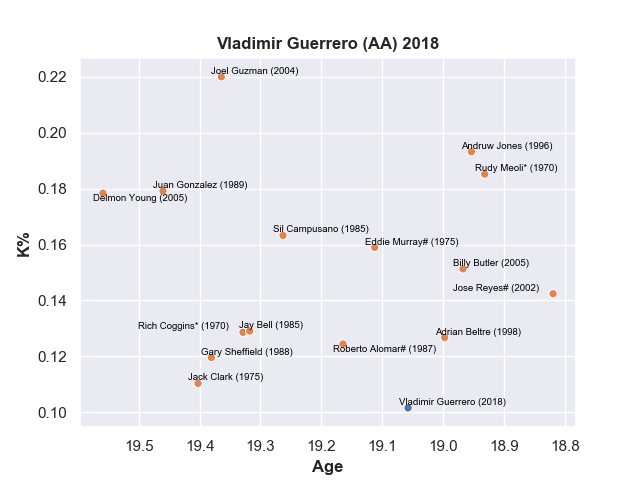 Vladimir Guerrero (AA) 2018
Joel Guzman (2004)
Andruw Jones (1996)
Rudy Meoli* (1970)
Juan Gonzalez (1989)
Delmon Young (2005)
Sil Campusano (1985)
Eddie Murray# (1975)
Billy Butler (2005)
Jose Reyes# (2002)
Rich Coggins* (1970)
Jay Bell (1985)
Adrian Beltre (1998)
Gary Sheffield (1988)
Roberto Alomar# (1987)
Jack Clark (1975)
Vladimir Guerrero (2018)
K%
0.22
0.20
0.18
0.16
0.14
0.12
0.10
19.5 19.4 19.3 19.2 19.1 19.0 18.9 18.8
Age